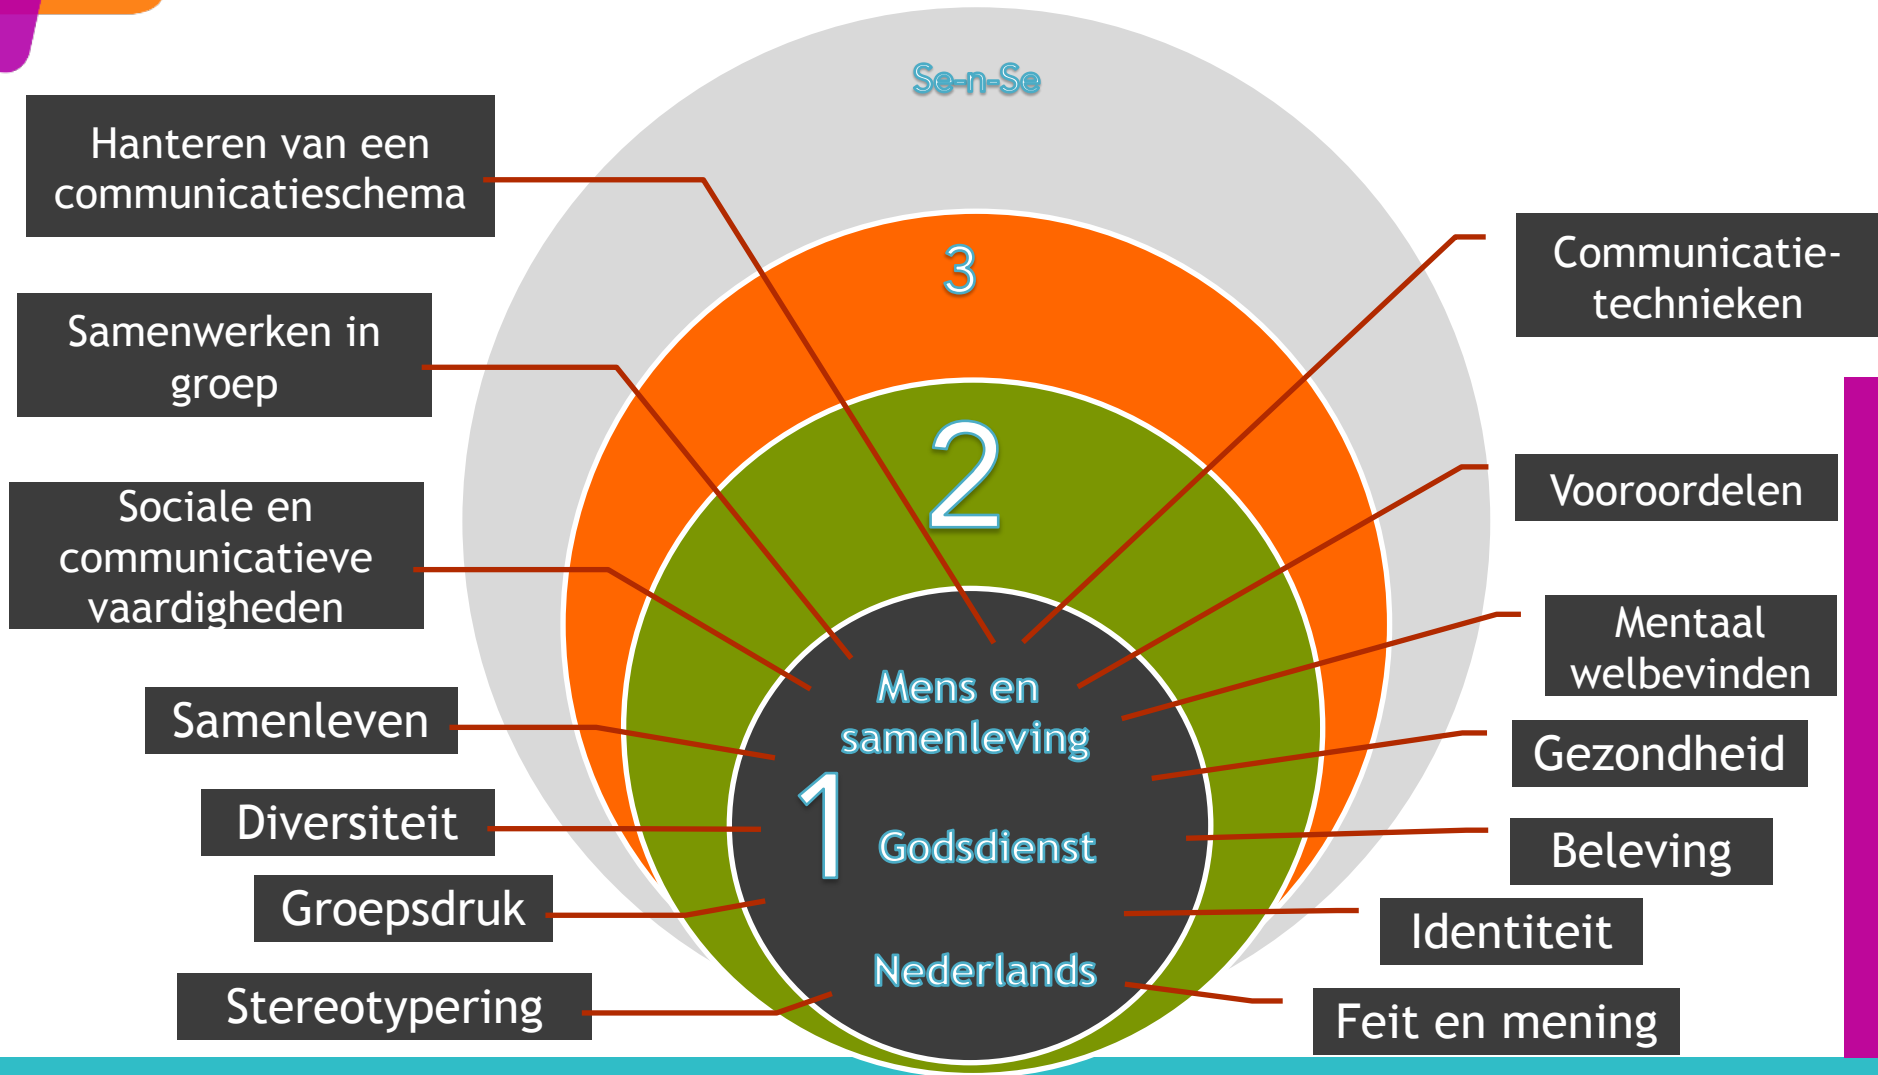 Se-n-Se
3
2
1
Mens en
samenleving
Godsdienst
Nederlands
Hanteren van een
communicatieschema
Samenwerken in
groep
Sociale en
communicatieve
vaardigheden
Samenleven
Diversiteit
Groepsdruk
Stereotypering
Communicatie-
technieken
Vooroordelen
Mentaal
welbevinden
Gezondheid
Beleving
Identiteit
Feit en mening